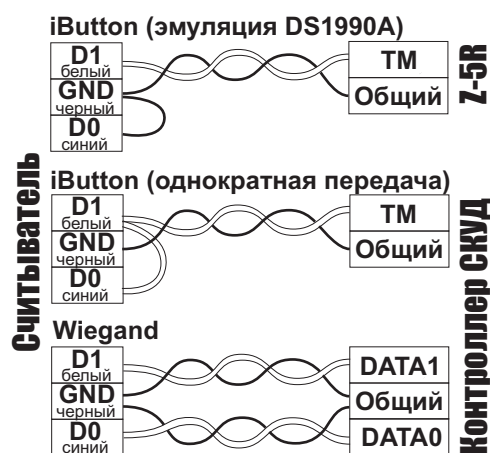 iButton (эмуляция DS1990A)
D1
белый
GND
черный
D0
синий
TM
Общий
Z-5R
Считыватель
iButton (однократная передача)
D1
белый
GND
черный
D0
синий
TM
Общий
Контроллер СКУД
Wiegand
D1
белый
GND
черный
D0
синий
DATA1
Общий
DATA0